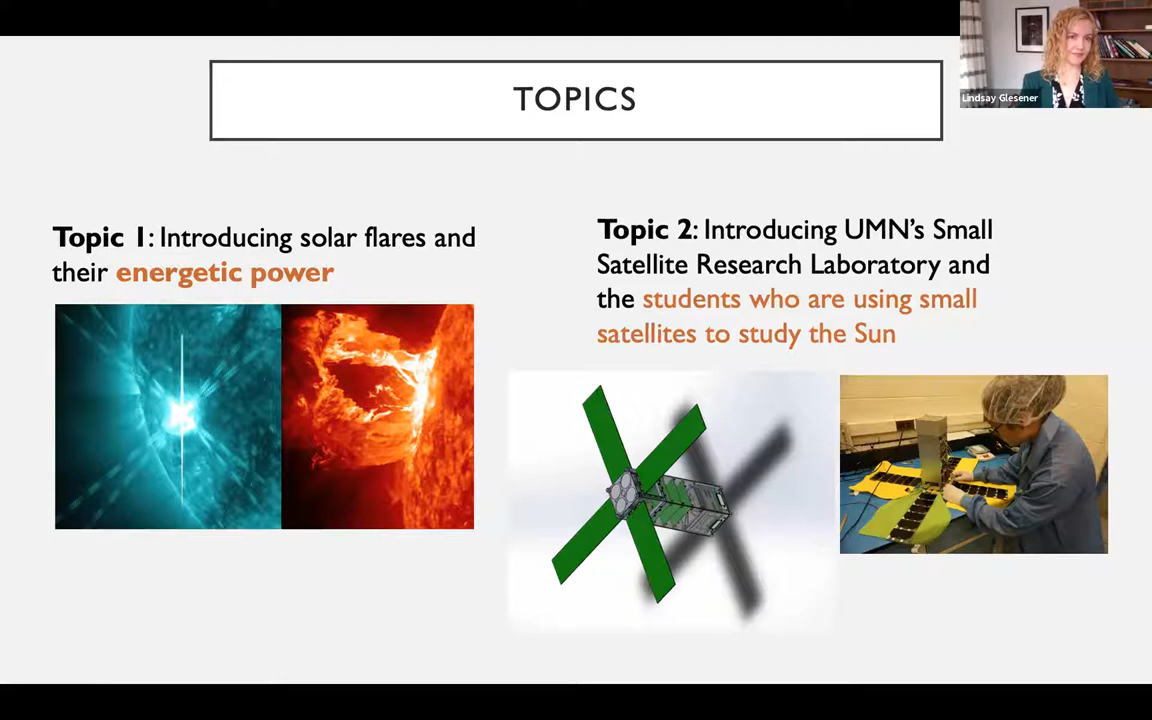 Lindsay Glesener
TOPICS
Topic 1: Introducing solar flares and
their energetic power
Topic 2: Introducing UMN's Small
Satellite Research Laboratory and
the students who are using small
satellites to study the Sun